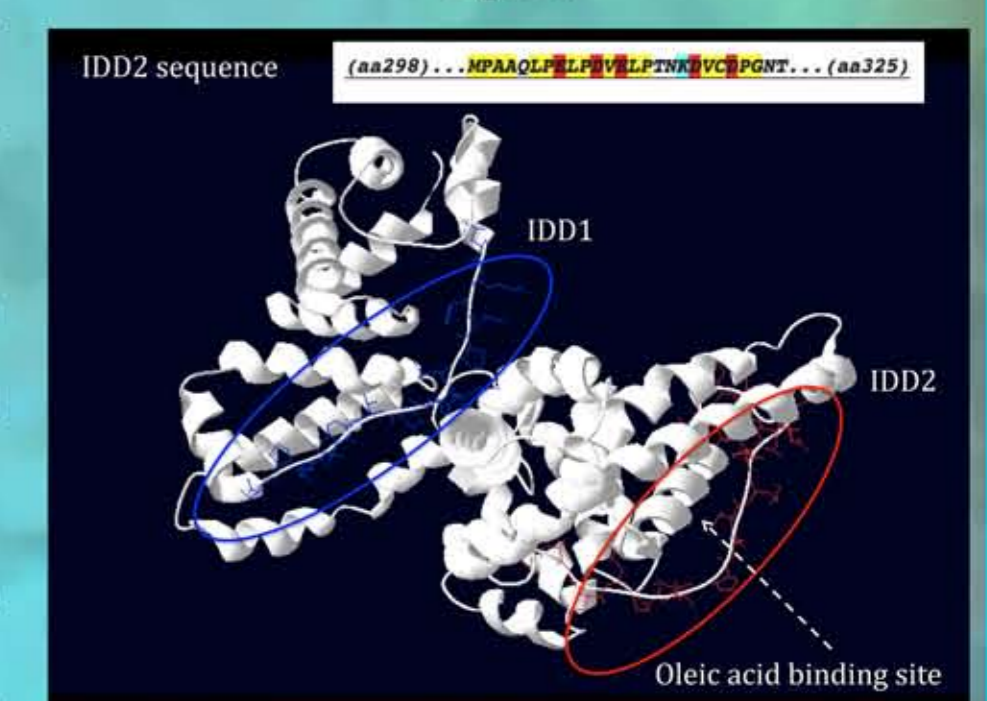 IDD2 sequence
(aa298)...MPAAQLPELPDVELPTNKDVCDPGNT...(aa325)
IDD1
IDD2
Oleic acid binding site